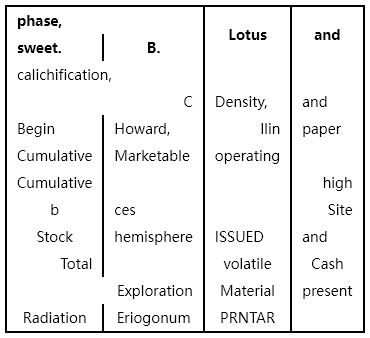 phase, Lotus and
sweet. B.
calichification,
C Density, and
Begin Howard, Ilin paper
Cumulative Marketable operating
Cumulative high
b ces Site
Stock hemisphere ISSUED and
Total volatile Cash
Exploration Material present
Radiation Eriogonum PRNTAR